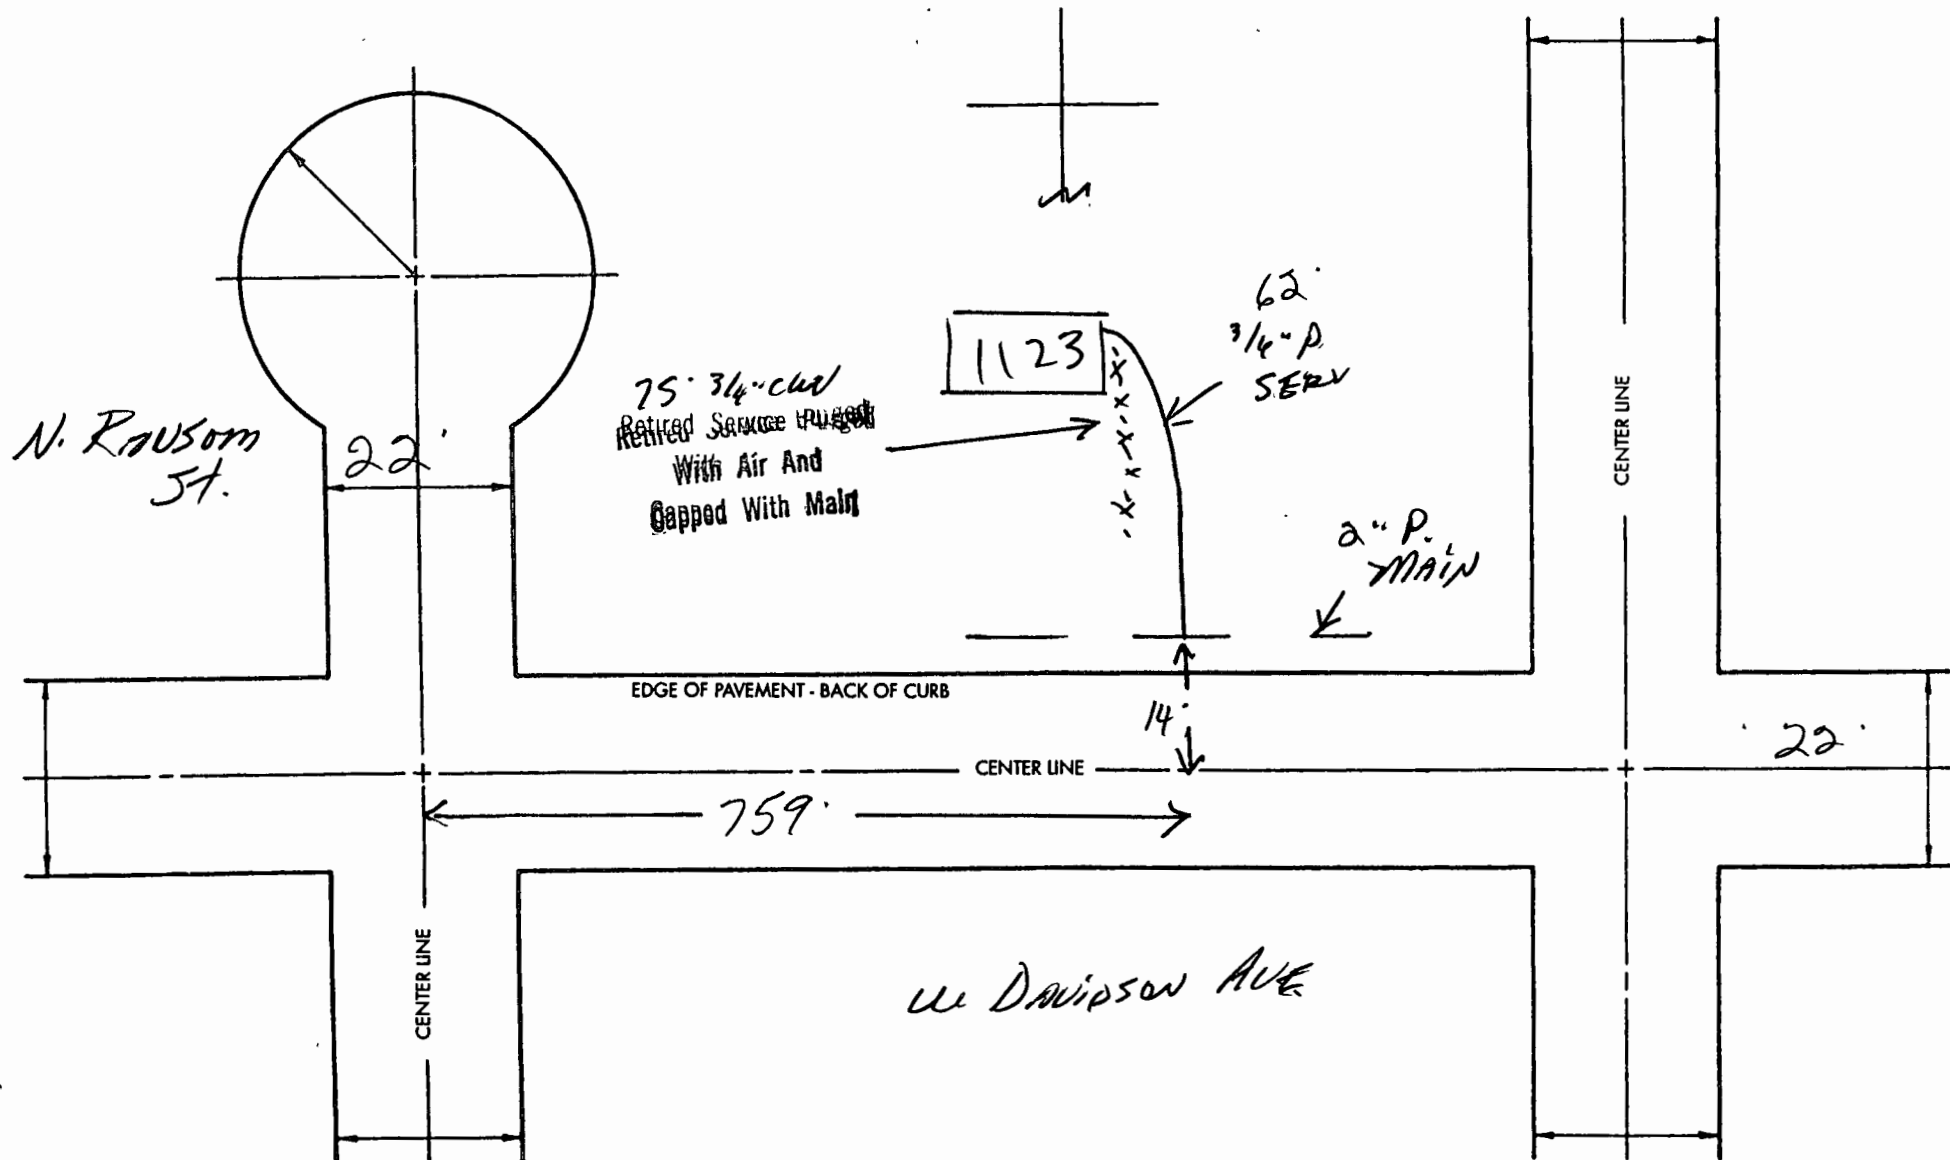 N
62'
3/4" P.
SERV
1123
75' 3/4"
Retired Service Purged
With Air And
Capped With Main
N. Ransom
St.
22'
2" P.
MAIN
CENTER LINE
EDGE OF PAVEMENT - BACK OF CURB
14'
22'
CENTER LINE
759'
CENTER LINE
W Davidson Ave